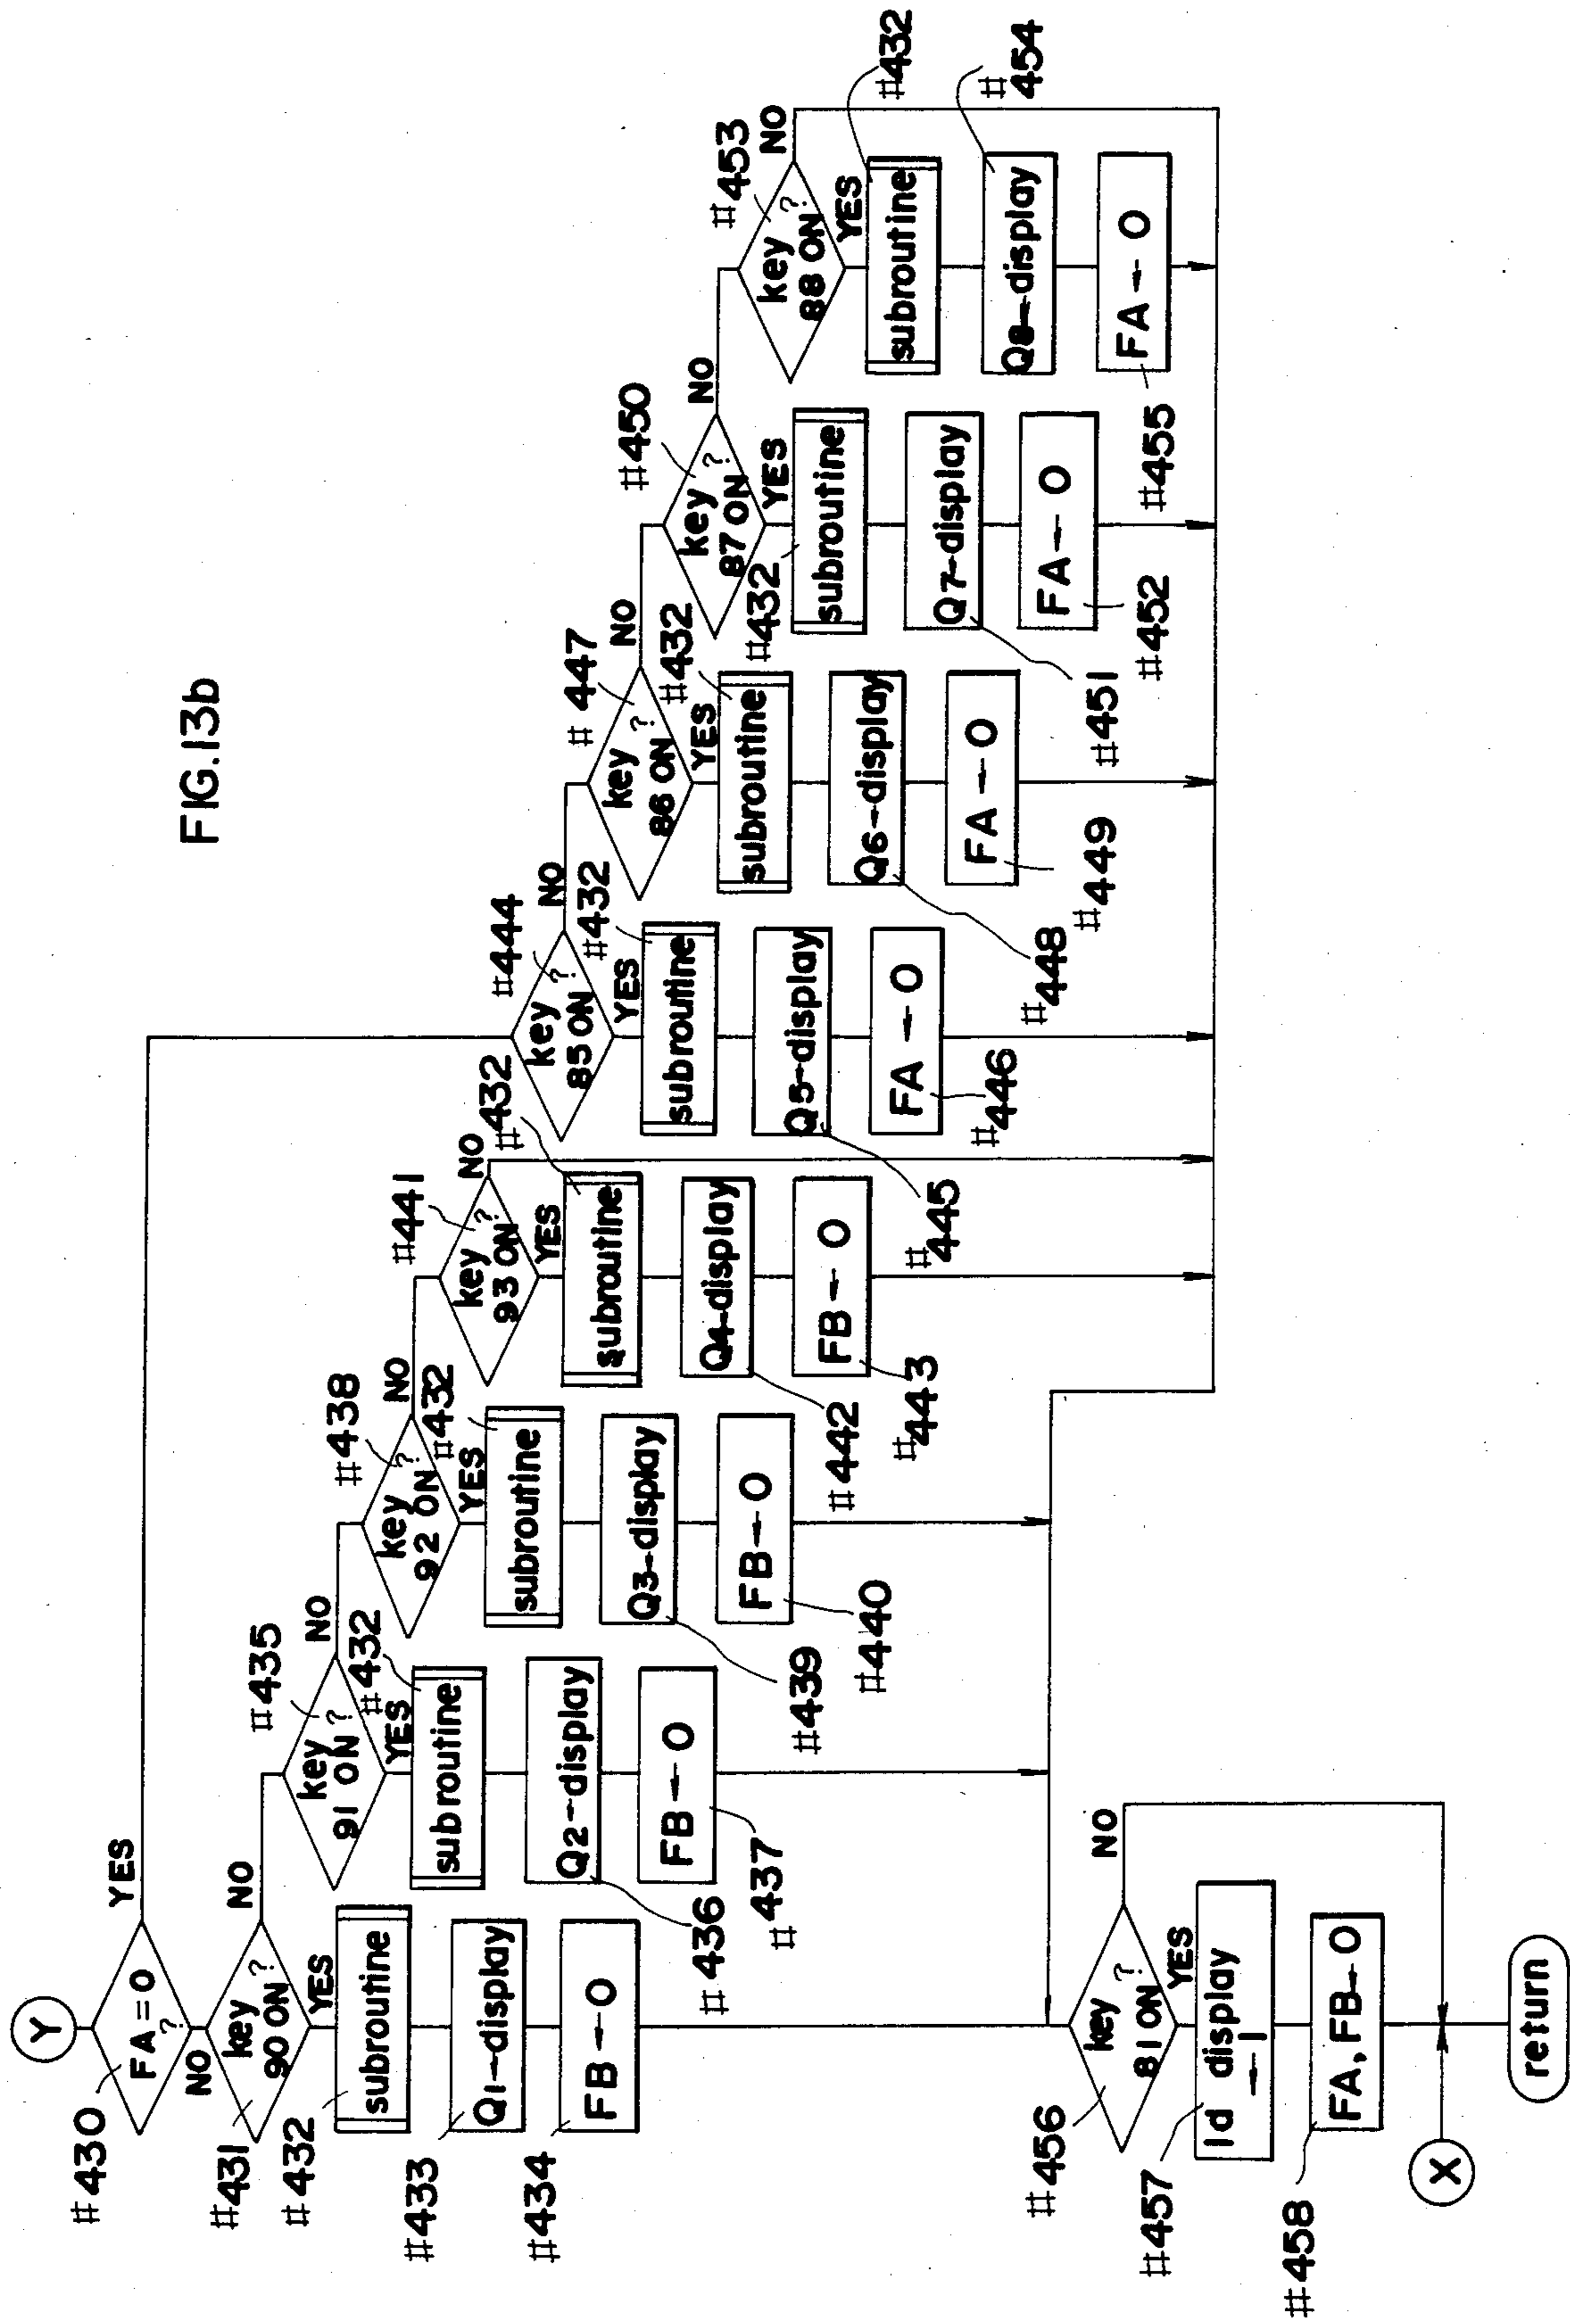 FIG.13b
Y
#430
FA=0
?
YES
NO
#431
key
90 ON ?
NO
YES
#432
subroutine
#433
Q1→display
#434
FB←0
#435
key
91 ON ?
NO
YES
#432
subroutine
Q2→display
#436
FB←0
#437
#438
key
92 ON ?
NO
YES
#432
subroutine
Q3→display
#439
FB←0
#440
#441
key
93 ON ?
NO
YES
#432
subroutine
Q4→display
#442
FB←0
#443
#444
key
85 ON ?
NO
YES
#432
subroutine
Q5→display
#445
FA←0
#446
#447
key
86 ON ?
NO
YES
#432
subroutine
Q6→display
#448
FA←0
#449
#450
key
87 ON ?
NO
YES
#432
subroutine
Q7→display
#451
FA←0
#452
#453
key
88 ON ?
NO
YES
#432
subroutine
Q8→display
#454
FA←0
#455
#456
key
81 ON ?
NO
YES
#457
Id display
←1
#458
FA,FB←0
X
return